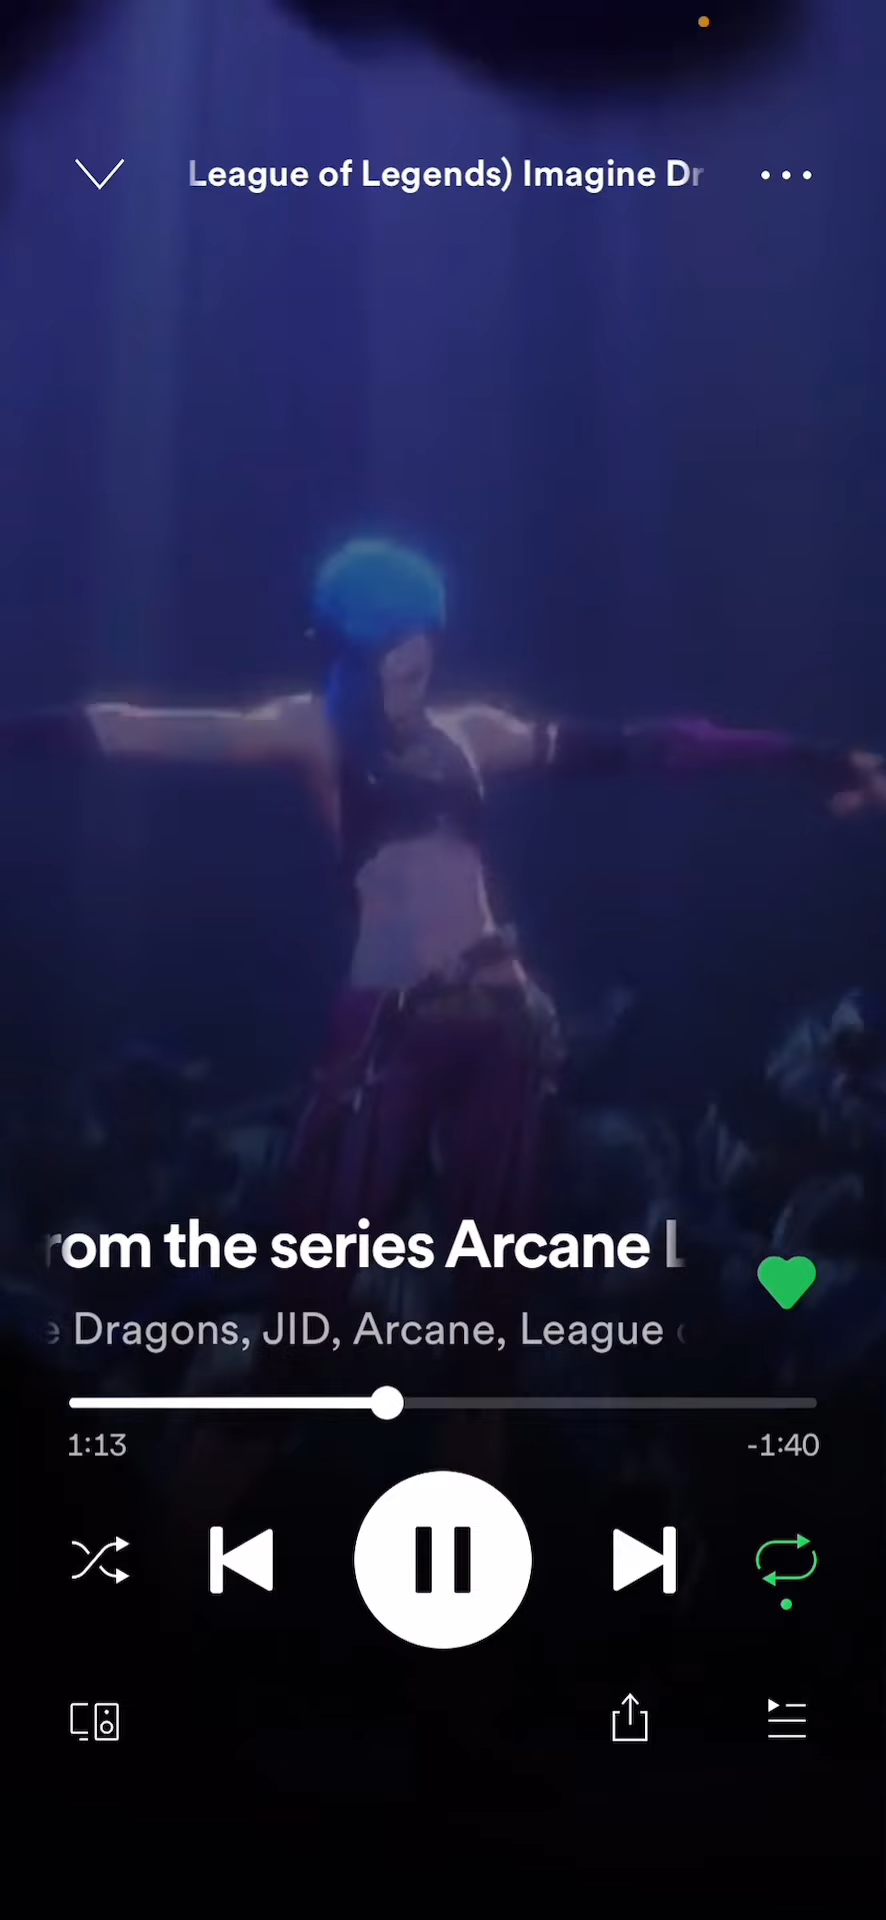 League of Legends) Imagine Dr
rom the series Arcane L
e Dragons, JID, Arcane, League
1:13
-1:40